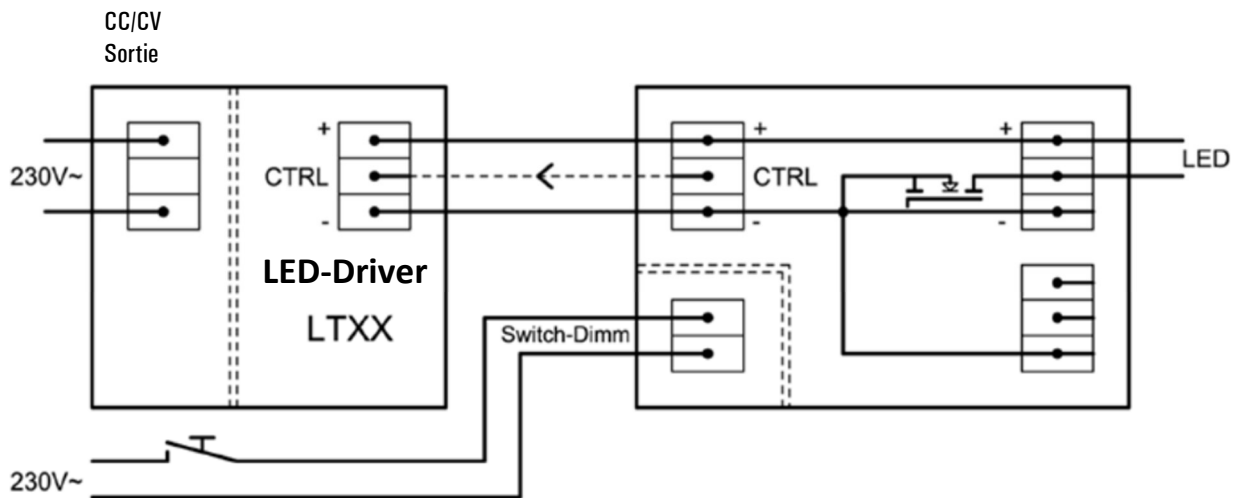 CC/CV
Sortie
230V~
+
CTRL
-
LED-Driver
LTXX
+
CTRL
-
+
-
LED
Switch-Dimm
230V~